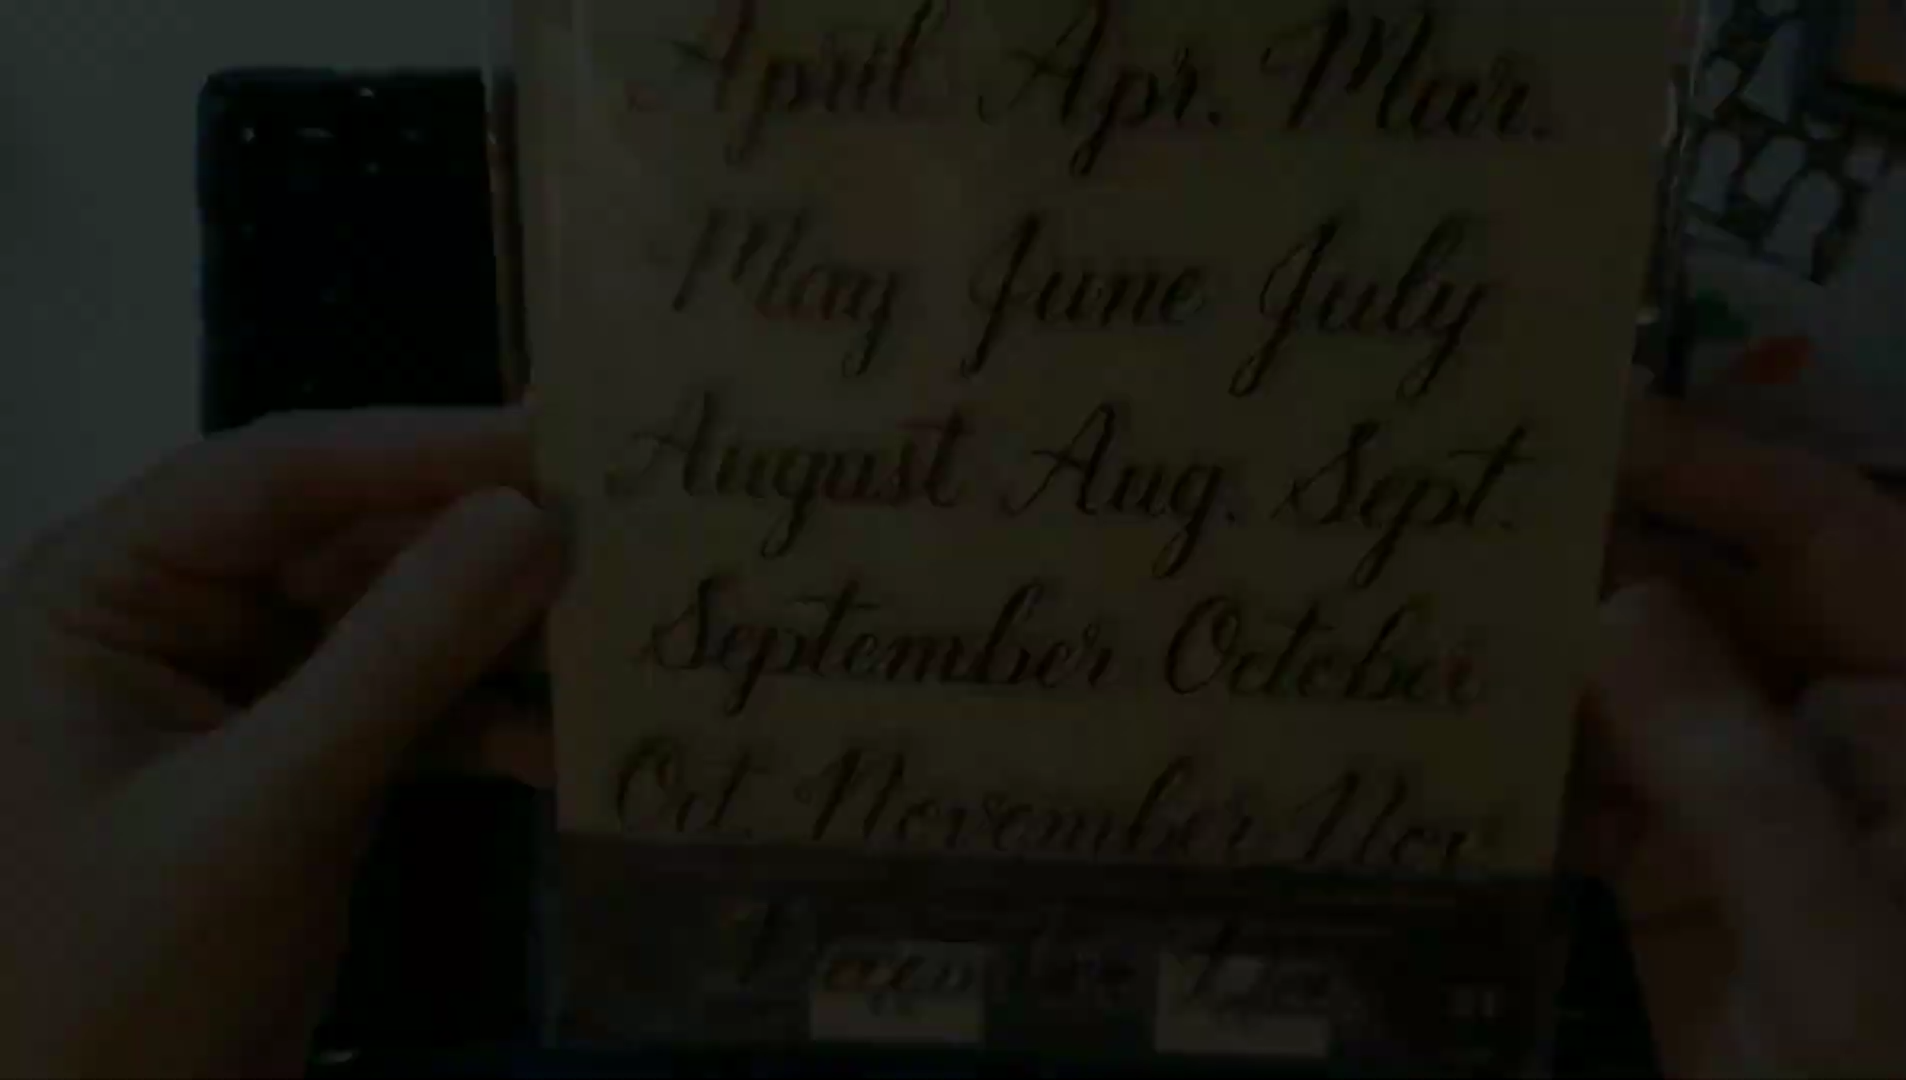 April Apr. Mar.
May June July
August Aug. Sept.
September October
Oct November Nov.